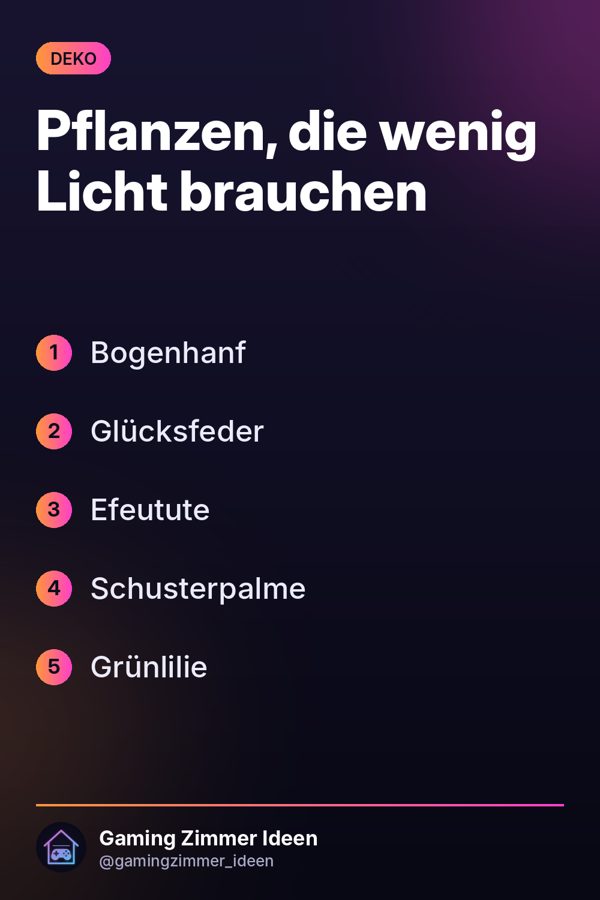 DEKO
Pflanzen, die wenig
Licht brauchen
1 Bogenhanf
2 Glücksfeder
3 Efeutute
4 Schusterpalme
5 Grünlilie
Gaming Zimmer Ideen
@gamingzimmer_ideen